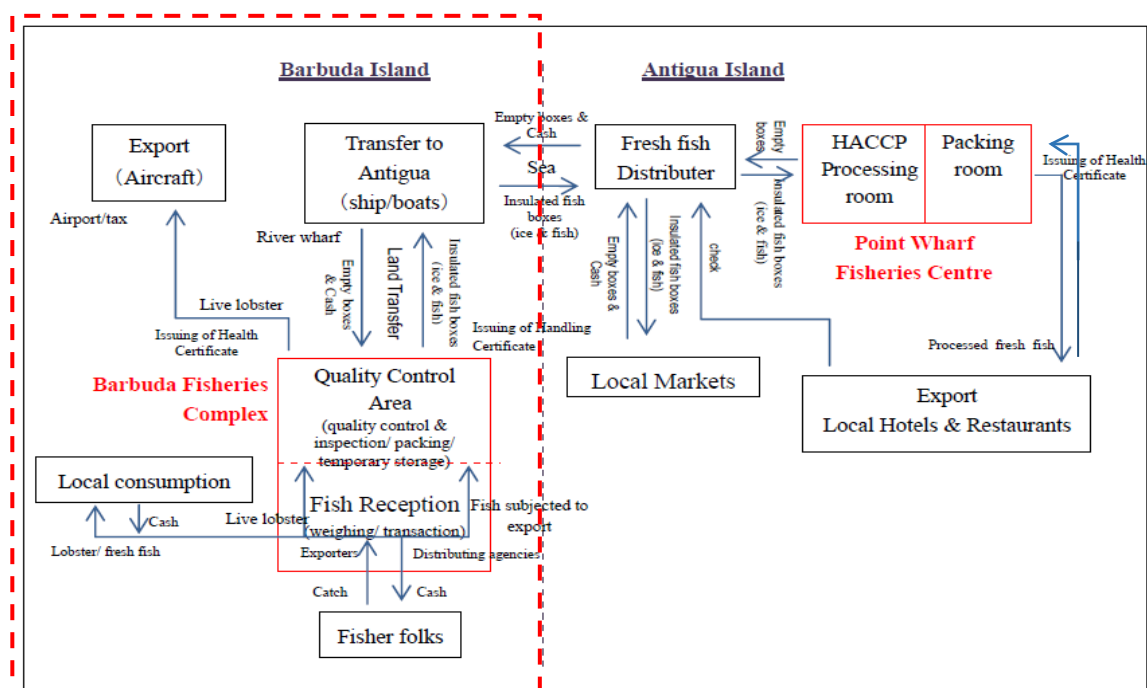 Barbuda Island
Antigua Island
Export
（Aircraft）
Transfer to
Antigua
（ship/boats）
Empty boxes &
Cash
Sea
Insulated fish
boxes
(ice & fish)
Fresh fish
Distributer
Empty
boxes
Insulated fish boxes
(ice & fish)
HACCP
Processing
room
Packing
room
Issuing of Health
Certificate
Point Wharf
Fisheries Centre
Airport/tax
River wharf
Empty boxes
& Cash
Land Transfer
Insulated fish boxes
(ice & fish)
Empty boxes &
Cash
Insulated fish boxes
(ice & fish)
check
Live lobster
Issuing of Health
Certificate
Issuing of Handling
Certificate
Processed fresh fish
Barbuda Fisheries
Complex
Quality Control
Area
(quality control &
inspection/ packing/
temporary storage)
Local Markets
Export
Local Hotels & Restaurants
Local consumption
Cash
Lobster/ fresh fish
Live lobster
Fish Reception
(weighing/ transaction)
Fish subjected to
export
Exporters
Distributing agencies
Catch
Cash
Fisher folks